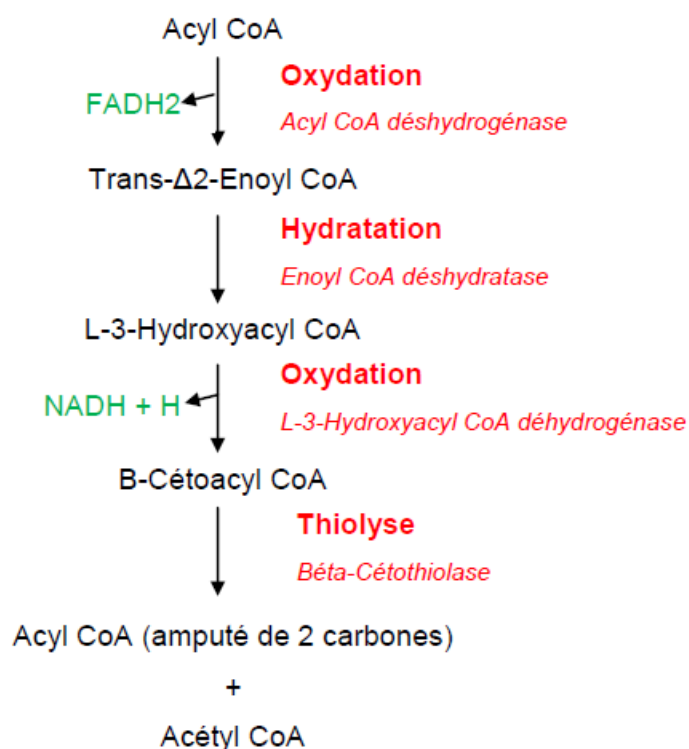 Acyl CoA
Oxydation
FADH2
Acyl CoA déshydrogénase
Trans-Δ2-Enoyl CoA
Hydratation
Enoyl CoA déshydratase
L-3-Hydroxyacyl CoA
Oxydation
NADH + H
L-3-Hydroxyacyl CoA déhydrogénase
B-Cétoacyl CoA
Thiolyse
Béta-Cétothiolase
Acyl CoA (amputé de 2 carbones)
+
Acétyl CoA